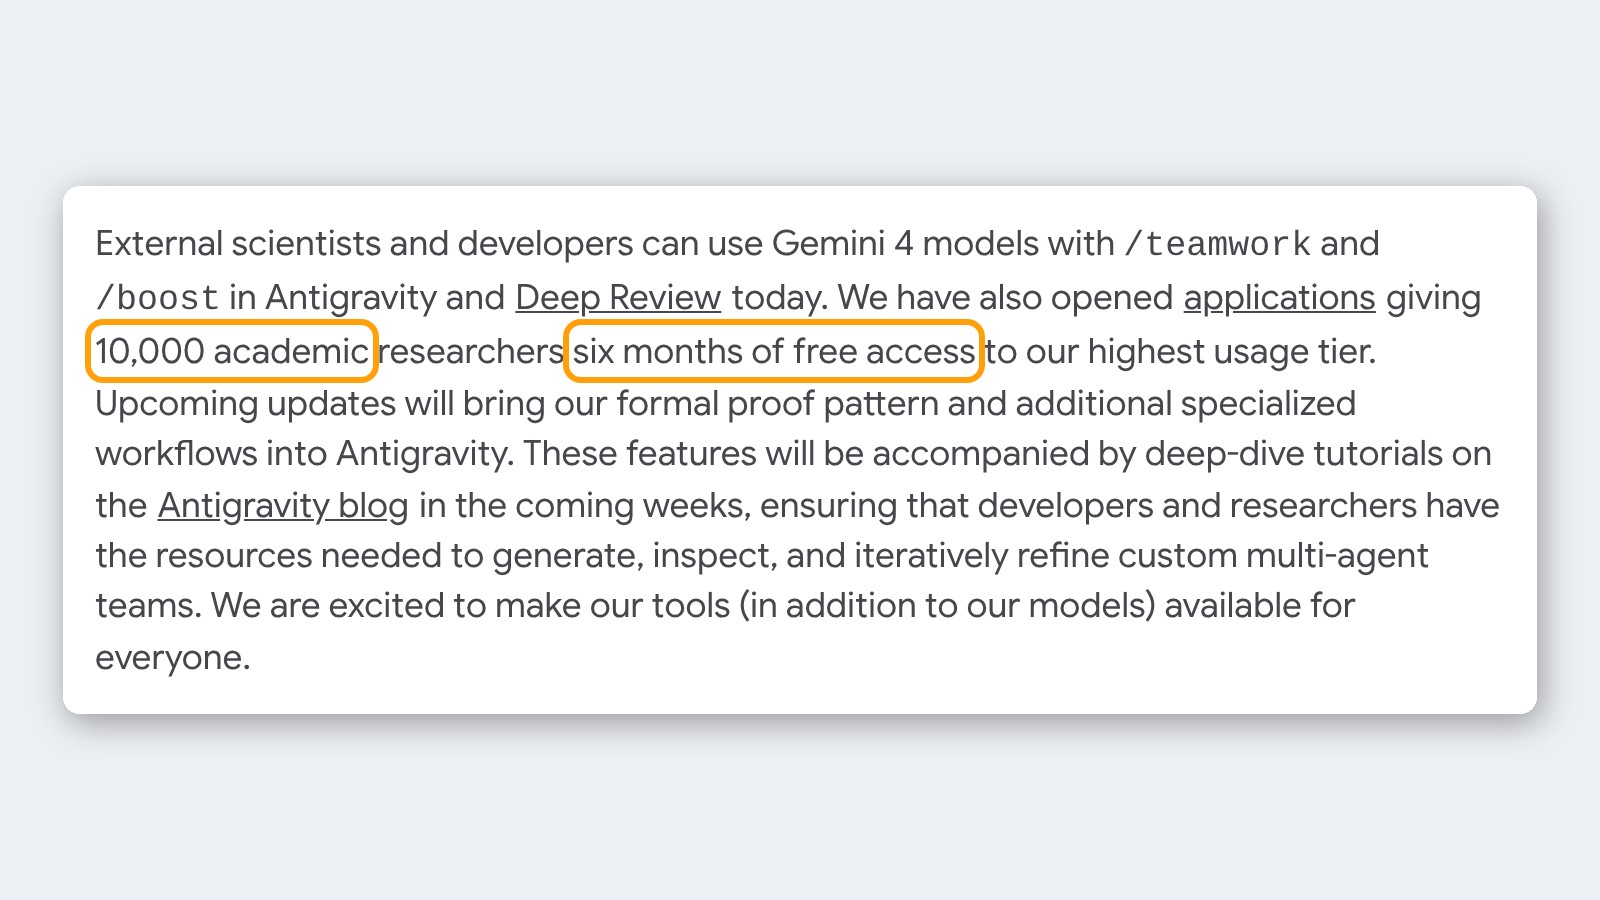 External scientists and developers can use Gemini 4 models with /teamwork and
/boost in Antigravity and Deep Review today. We have also opened applications giving
10,000 academic researchers six months of free access to our highest usage tier.
Upcoming updates will bring our formal proof pattern and additional specialized
workflows into Antigravity. These features will be accompanied by deep-dive tutorials on
the Antigravity blog in the coming weeks, ensuring that developers and researchers have
the resources needed to generate, inspect, and iteratively refine custom multi-agent
teams. We are excited to make our tools (in addition to our models) available for
everyone.